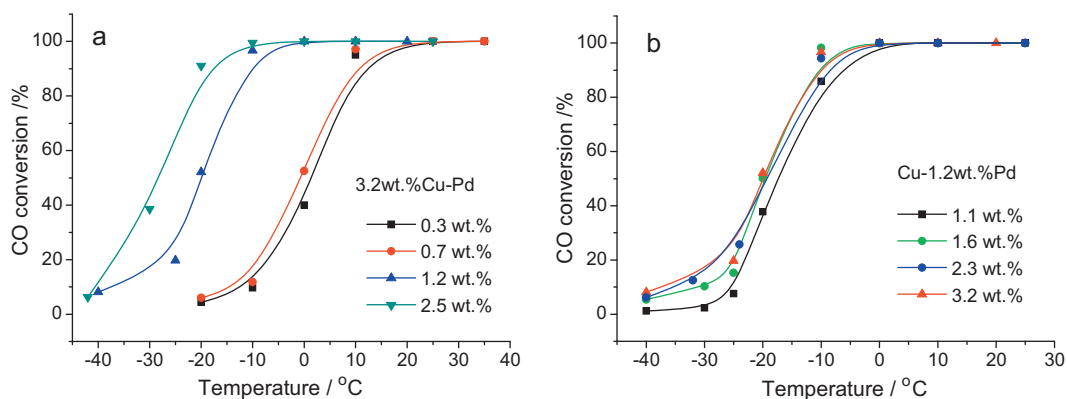 a
100
80
60
40
20
0
CO conversion /%
3.2wt.%Cu-Pd
0.3 wt.%
0.7 wt.%
1.2 wt.%
2.5 wt.%
-40 -30 -20 -10 0 10 20 30 40
Temperature / °C
b
100
80
60
40
20
0
CO conversion /%
Cu-1.2wt.%Pd
1.1 wt.%
1.6 wt.%
2.3 wt.%
3.2 wt.%
-40 -30 -20 -10 0 10 20 30
Temperature / °C